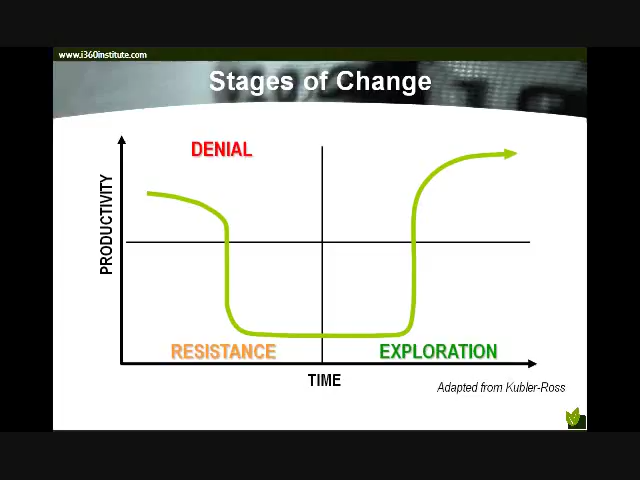 www.i360institute.com
Stages of Change
DENIAL
PRODUCTIVITY
RESISTANCE
EXPLORATION
TIME
Adapted from Kubler-Ross